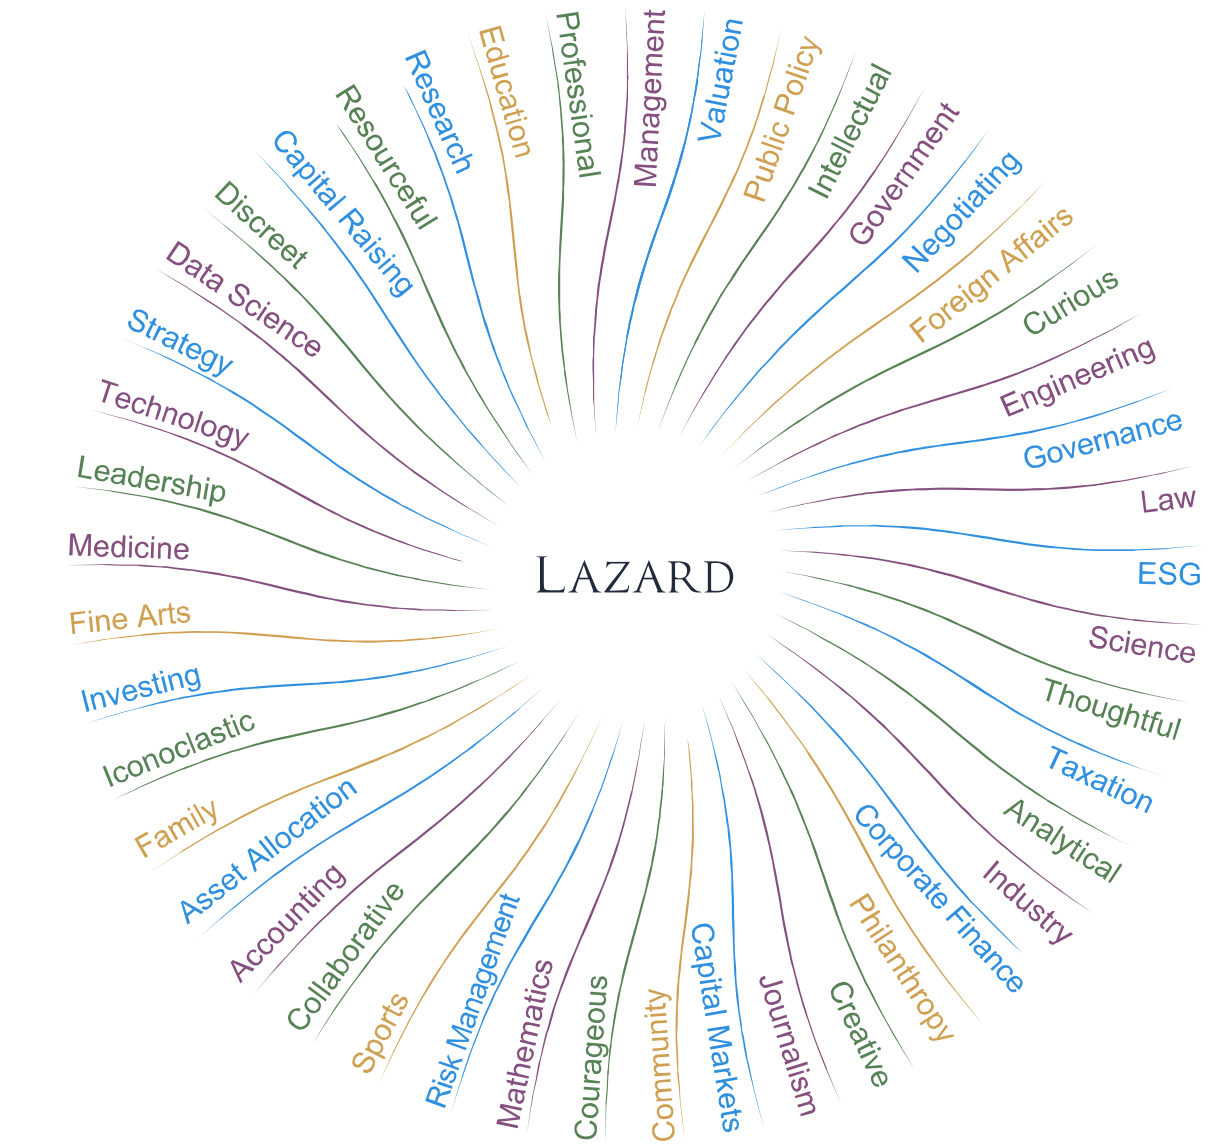 Management
Valuation
Public Policy
Intellectual
Government
Negotiating
Foreign Affairs
Curious
Engineering
Governance
Law
ESG
Science
Thoughtful
Taxation
Analytical
Industry
Corporate Finance
Philanthropy
Creative
Journalism
Capital Markets
Community
Courageous
Mathematics
Risk Management
Sports
Collaborative
Accounting
Asset Allocation
Family
Iconoclastic
Investing
Fine Arts
Medicine
Leadership
Technology
Strategy
Data Science
Discreet
Capital Raising
Resourceful
Research
Education
Professional
LAZARD